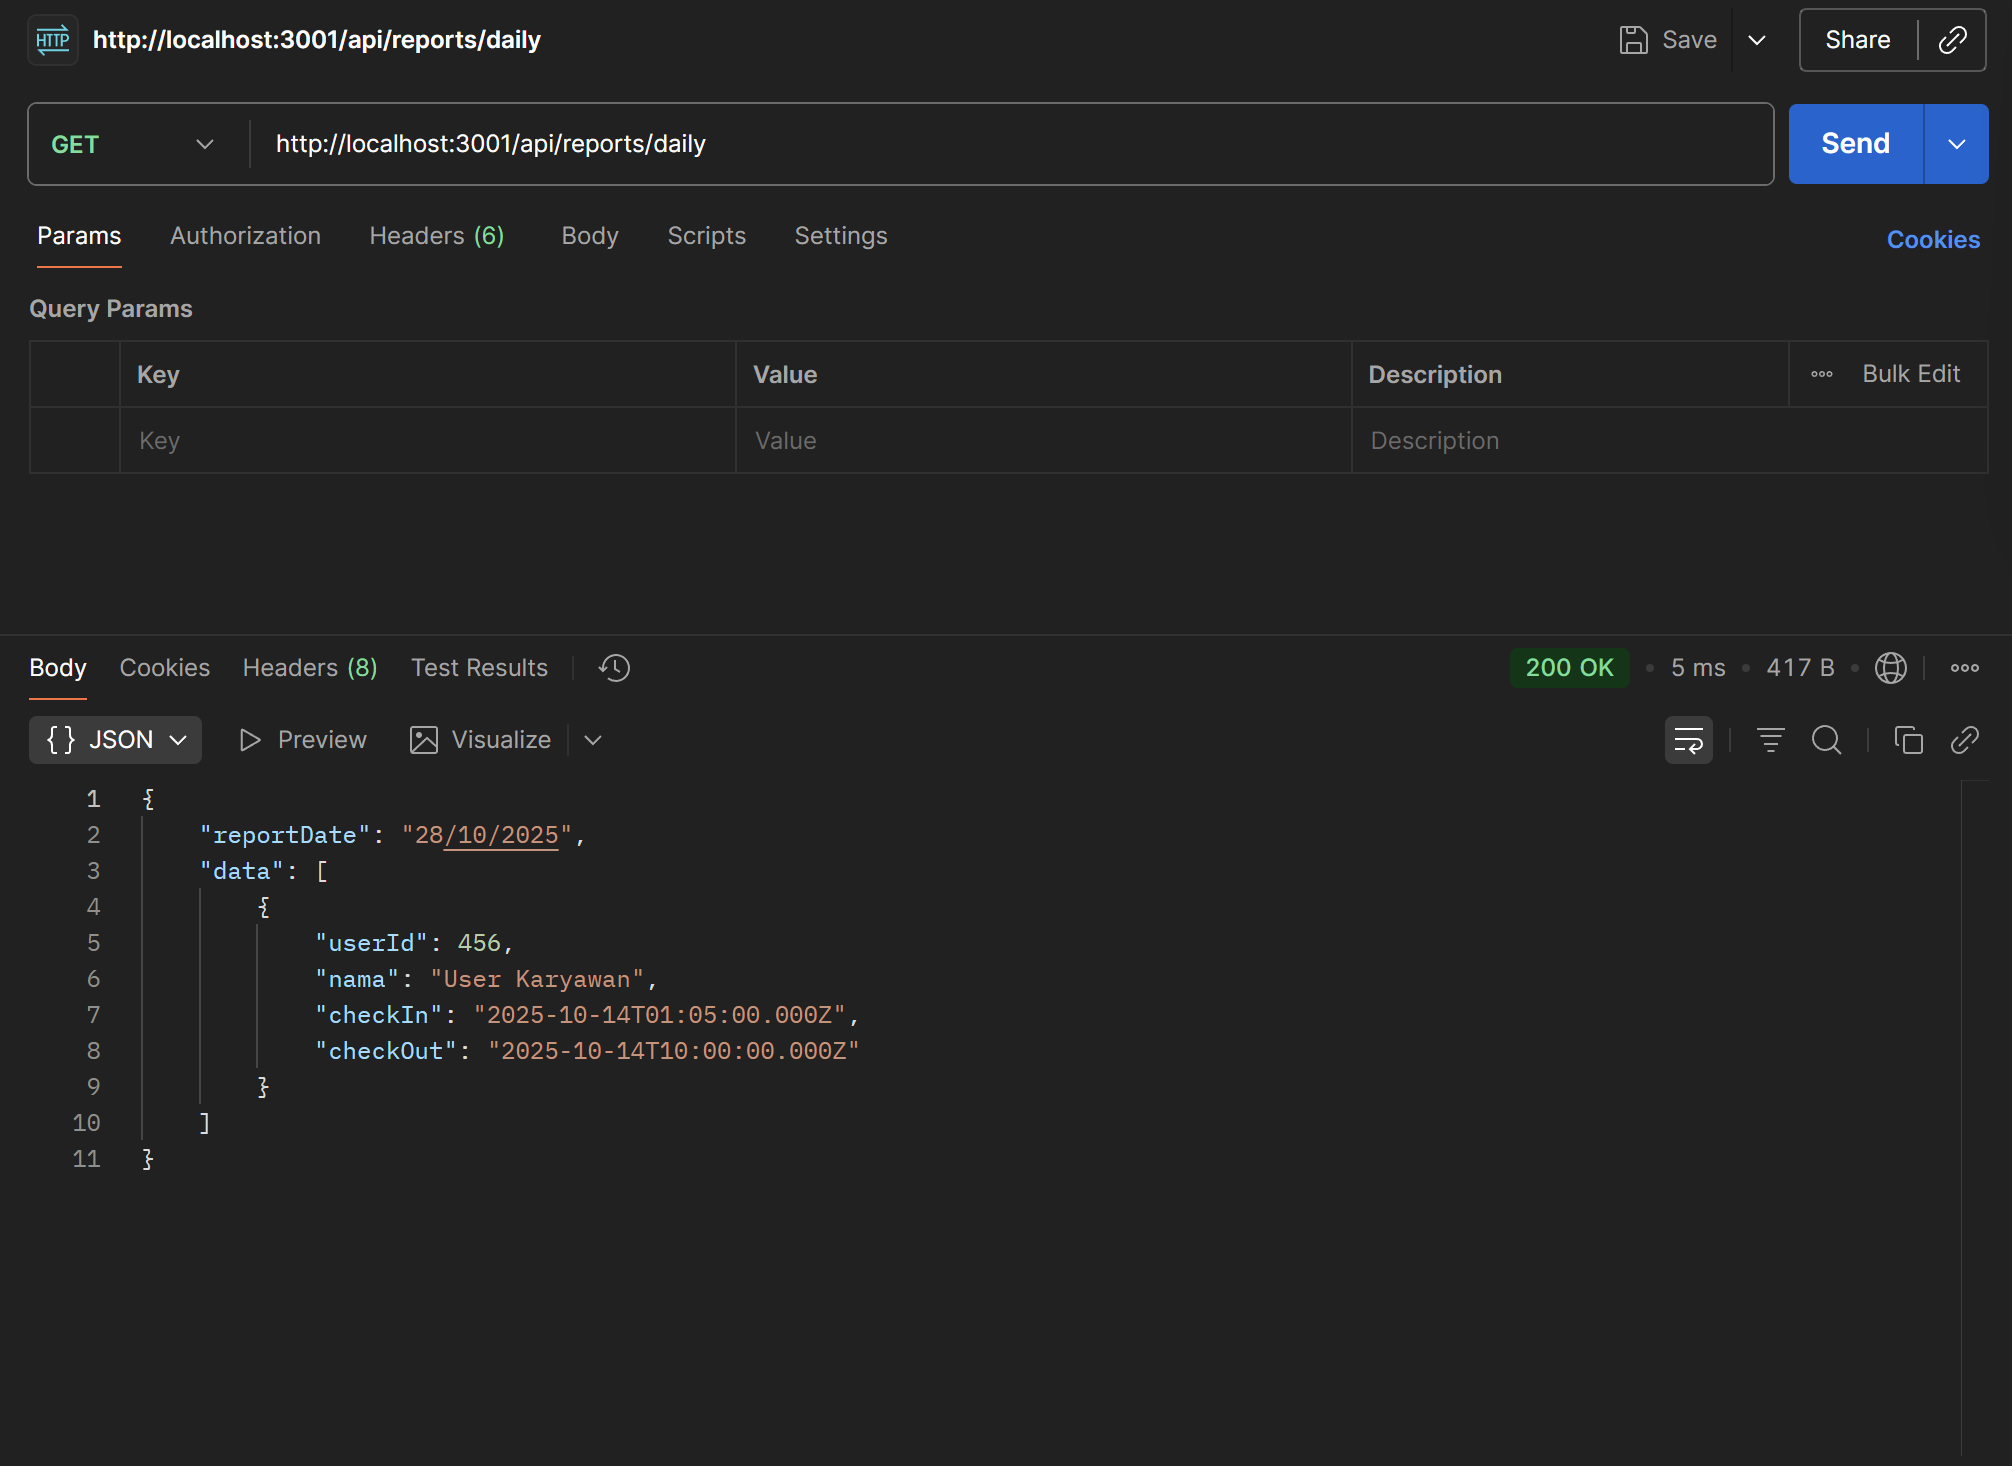 HTTP http://localhost:3001/api/reports/daily Save Share
GET http://localhost:3001/api/reports/daily Send
Params Authorization Headers (6) Body Scripts Settings Cookies
Query Params
Key Value Description Bulk Edit
Key Value Description
Body Cookies Headers (8) Test Results 200 OK • 5 ms • 417 B •
{ } JSON Preview Visualize
1 {
2 "reportDate": "28/10/2025",
3 "data": [
4 {
5 "userId": 456,
6 "nama": "User Karyawan",
7 "checkIn": "2025-10-14T01:05:00.000Z",
8 "checkOut": "2025-10-14T10:00:00.000Z"
9 }
10 ]
11 }